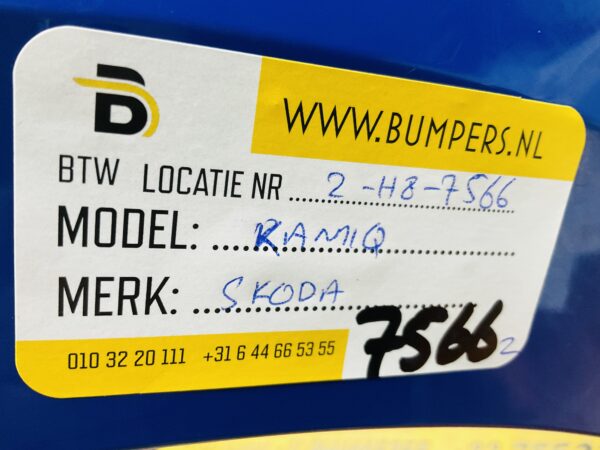 B
WWW.BUMPERS.NL
BTW LOCATIE NR 2-H8-7566
MODEL: KAMIQ
MERK: SKODA
010 32 20 111 +31 6 44 66 53 55
7566 2